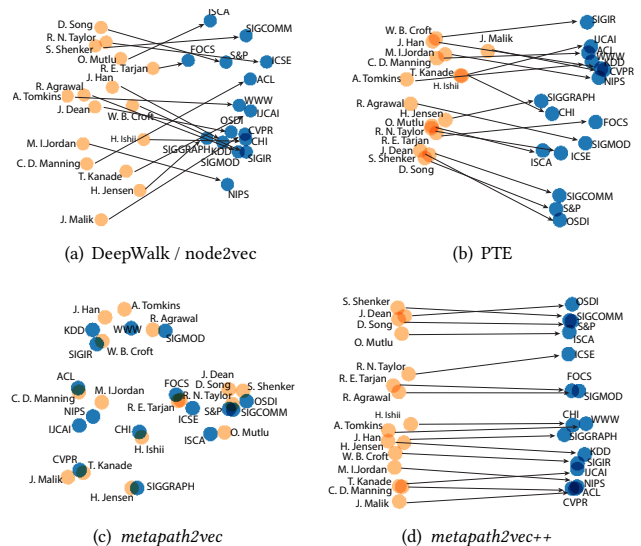 ISCA
D. Song
R. N. Taylor
SIGCOMM
S. Shenker
FOCS
O. Mutlu
S&P
ICSE
R. E. Tarjan
J. Han
ACL
R. Agrawal
A. Tomkins
WWW
J. Dean
IJCAI
W. B. Croft
OSDI
CVPR
H. Ishii
CHI
M. I.Jordan
SIGGRAPH
KDD
SIGMOD
SIGIR
C. D. Manning
T. Kanade
NIPS
H. Jensen
J. Malik
(a) DeepWalk / node2vec
SIGIR
W. B. Croft
J. Han
J. Malik
IJCAI
M. I.Jordan
ACL
C. D. Manning
WWW
KDD
T. Kanade
CVPR
A. Tomkins
H. Ishii
NIPS
R. Agrawal
SIGGRAPH
H. Jensen
CHI
O. Mutlu
FOCS
R. N. Taylor
R. E. Tarjan
SIGMOD
J. Dean
ISCA
ICSE
S. Shenker
D. Song
SIGCOMM
S&P
OSDI
(b) PTE
A. Tomkins
J. Han
R. Agrawal
KDD
WWW
SIGMOD
SIGIR
W. B. Croft
ACL
J. Dean
FOCS
D. Song
S. Shenker
M. I.Jordan
C. D. Manning
R. N. Taylor
OSDI
R. E. Tarjan
NIPS
S&P
SIGCOMM
ICSE
IJCAI
CHI
ISCA
O. Mutlu
H. Ishii
CVPR
T. Kanade
J. Malik
SIGGRAPH
H. Jensen
(c) metapath2vec
S. Shenker
OSDI
J. Dean
SIGCOMM
D. Song
S&P
O. Mutlu
ISCA
ICSE
R. N. Taylor
FOCS
R. E. Tarjan
R. Agrawal
SIGMOD
H. Ishii
CHI
WWW
A. Tomkins
J. Han
SIGGRAPH
H. Jensen
W. B. Croft
KDD
SIGIR
M. I.Jordan
IJCAI
T. Kanade
NIPS
C. D. Manning
ACL
J. Malik
CVPR
(d) metapath2vec++